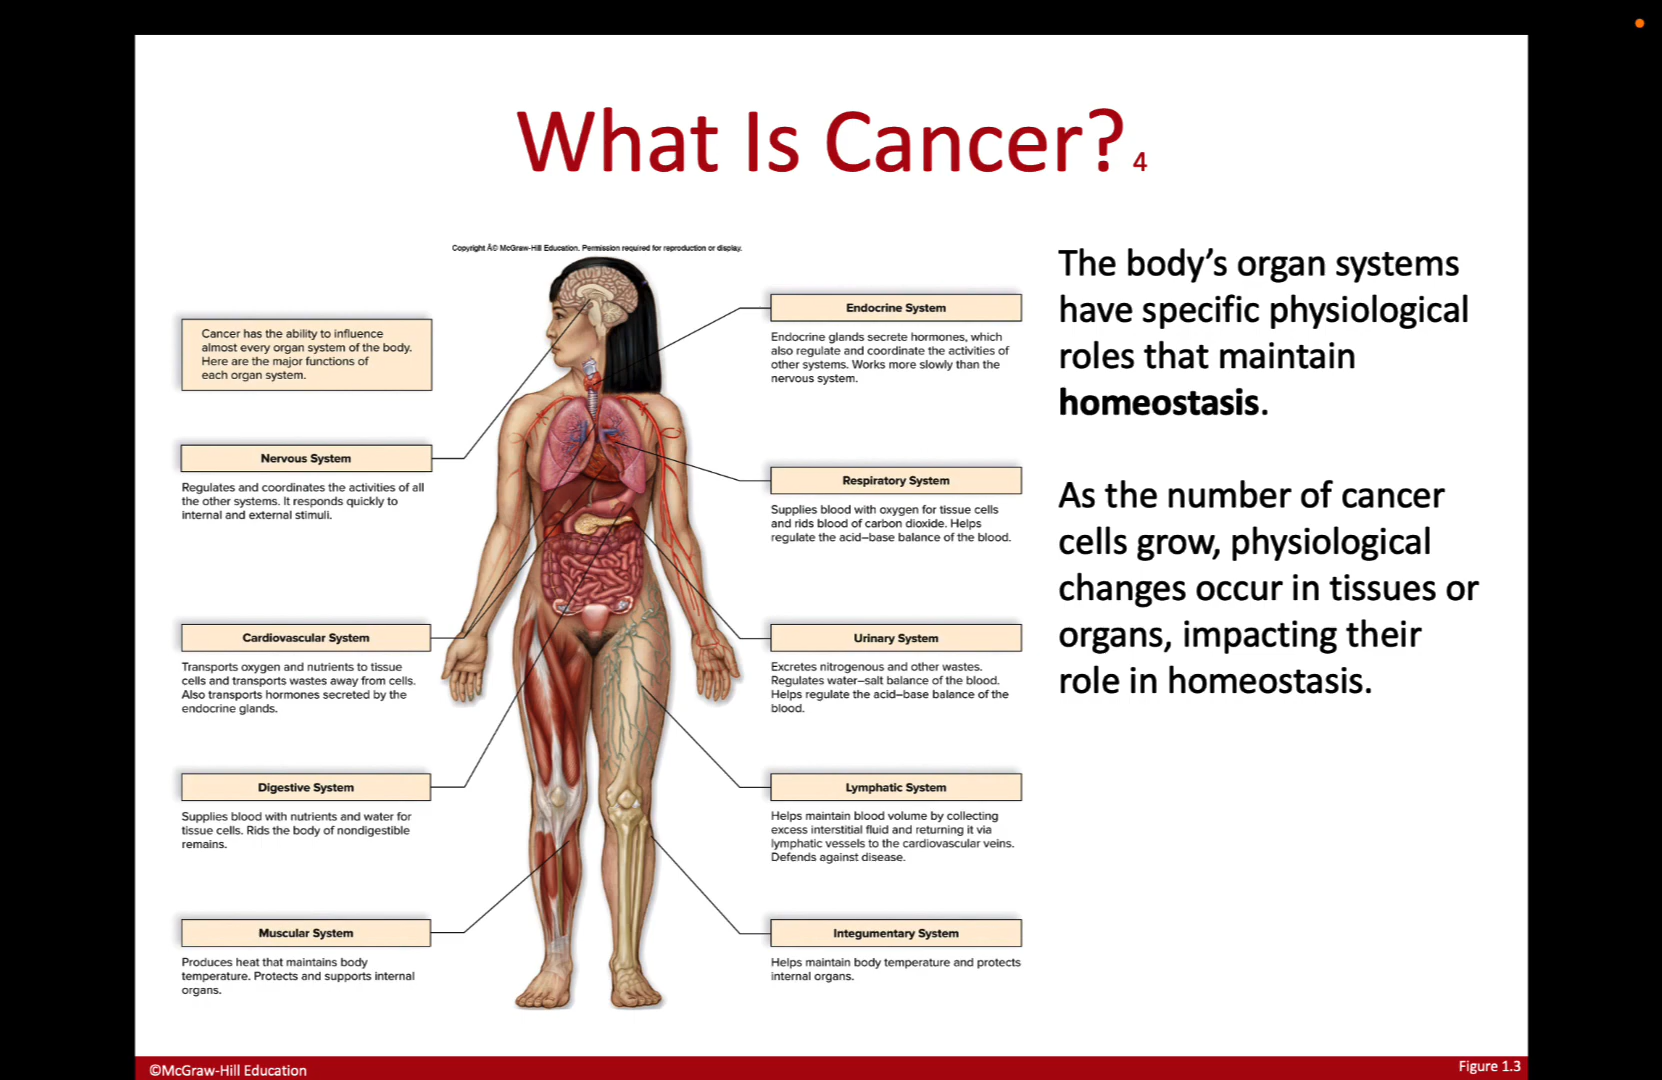 What Is Cancer? 4
Copyright Â© McGraw-Hill Education. Permission required for reproduction or display.
Cancer has the ability to influence
almost every organ system of the body.
Here are the major functions of
each organ system.
Nervous System
Regulates and coordinates the activities of all
the other systems. It responds quickly to
internal and external stimuli.
Cardiovascular System
Transports oxygen and nutrients to tissue
cells and transports wastes away from cells.
Also transports hormones secreted by the
endocrine glands.
Digestive System
Supplies blood with nutrients and water for
tissue cells. Rids the body of nondigestible
remains.
Muscular System
Produces heat that maintains body
temperature. Protects and supports internal
organs.
Endocrine System
Endocrine glands secrete hormones, which
also regulate and coordinate the activities of
other systems. Works more slowly than the
nervous system.
Respiratory System
Supplies blood with oxygen for tissue cells
and rids blood of carbon dioxide. Helps
regulate the acid–base balance of the blood.
Urinary System
Excretes nitrogenous and other wastes.
Regulates water–salt balance of the blood.
Helps regulate the acid–base balance of the
blood.
Lymphatic System
Helps maintain blood volume by collecting
excess interstitial fluid and returning it via
lymphatic vessels to the cardiovascular veins.
Defends against disease.
Integumentary System
Helps maintain body temperature and protects
internal organs.
The body’s organ systems
have specific physiological
roles that maintain
homeostasis.
As the number of cancer
cells grow, physiological
changes occur in tissues or
organs, impacting their
role in homeostasis.
©McGraw-Hill Education
Figure 1.3